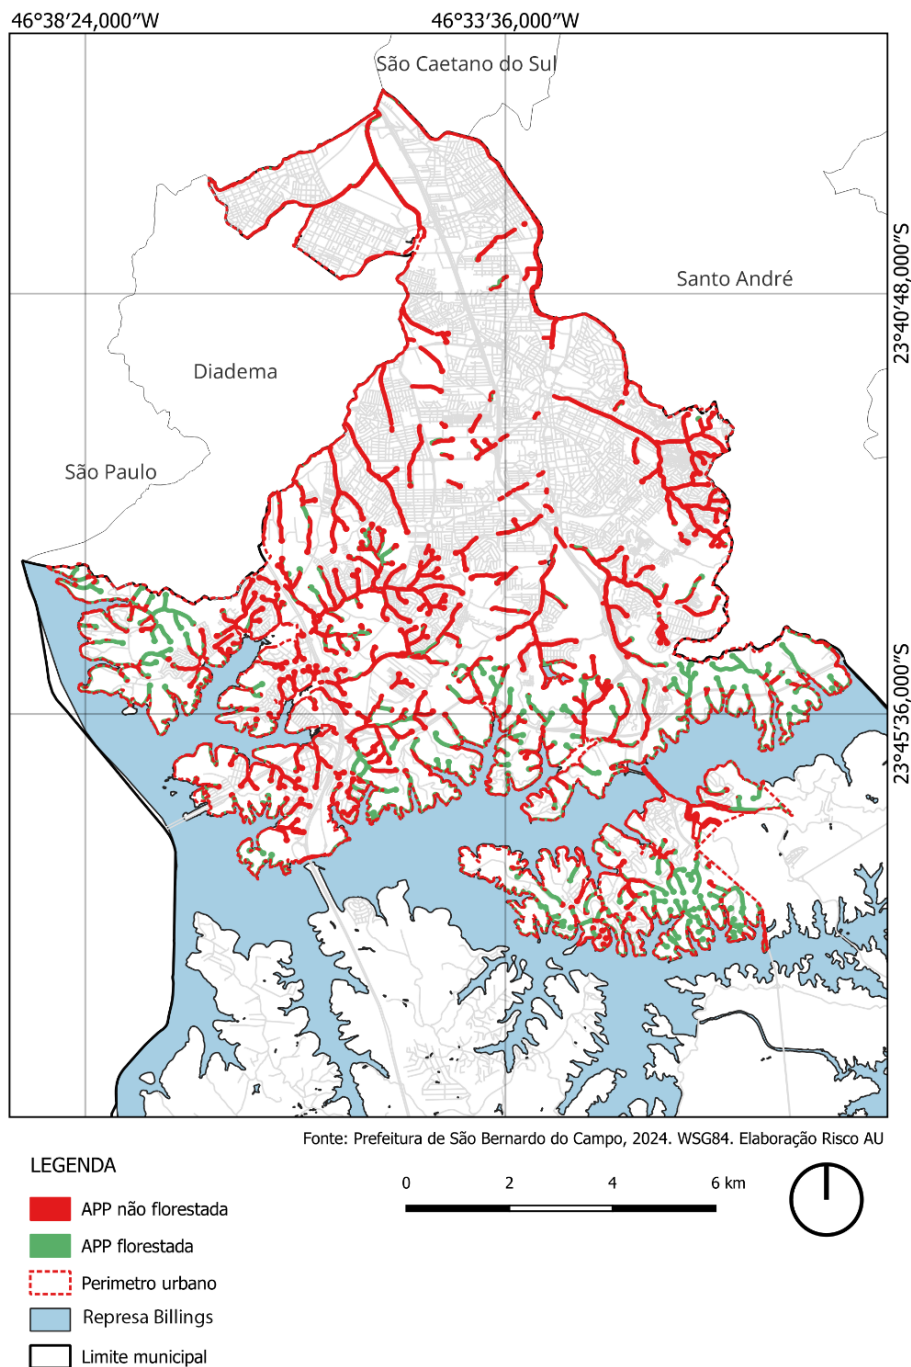 46°38′24,000″W
46°33′36,000″W
São Caetano do Sul
23°40′48,000″S
Santo André
Diadema
São Paulo
23°45′36,000″S
Fonte: Prefeitura de São Bernardo do Campo, 2024. WSG84. Elaboração Risco AU
LEGENDA
APP não florestada
APP florestada
Perimetro urbano
Represa Billings
Limite municipal
0 2 4 6 km